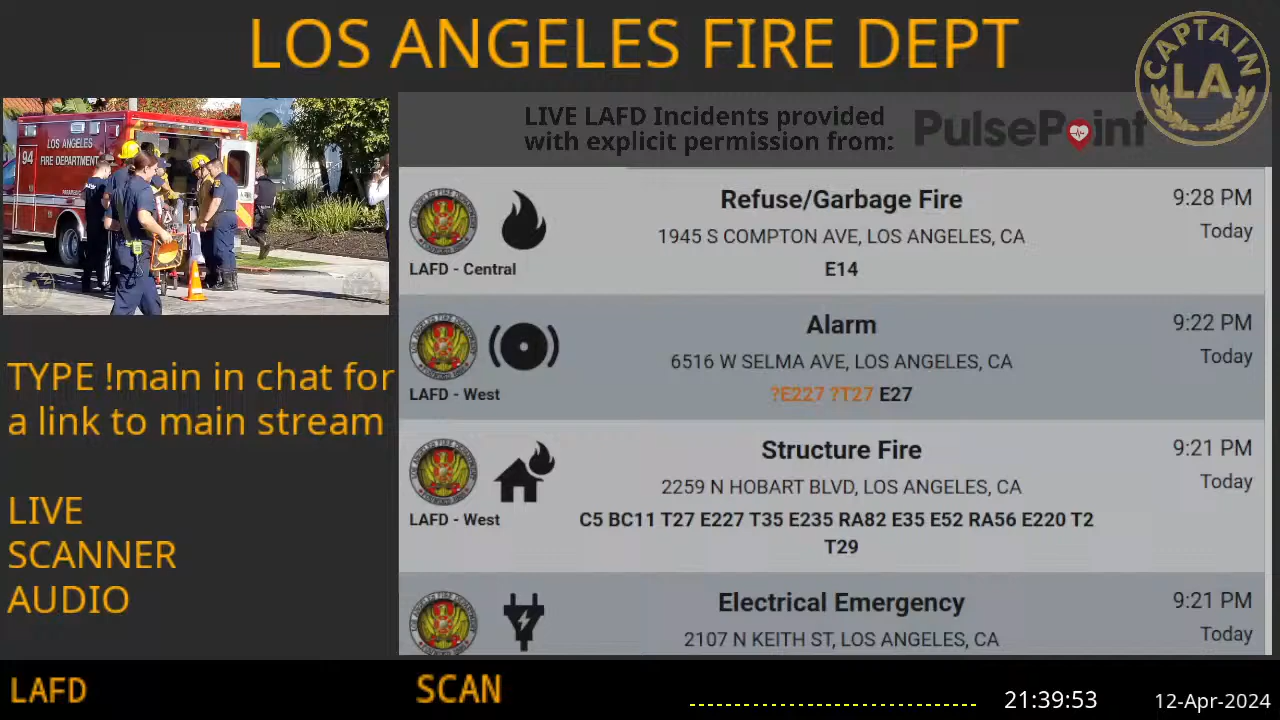 LOS ANGELES FIRE DEPT
CAPTAIN
LA
LIVE LAFD Incidents provided
with explicit permission from:
PulsePoint
94
LOS ANGELES
FIRE DEPARTMENT
Refuse/Garbage Fire
9:28 PM
1945 S COMPTON AVE, LOS ANGELES, CA
Today
LAFD - Central
E14
Alarm
9:22 PM
6516 W SELMA AVE, LOS ANGELES, CA
Today
LAFD - West
?E227 ?T27 E27
Structure Fire
9:21 PM
2259 N HOBART BLVD, LOS ANGELES, CA
Today
LAFD - West
C5 BC11 T27 E227 T35 E235 RA82 E35 E52 RA56 E220 T2
T29
Electrical Emergency
9:21 PM
2107 N KEITH ST, LOS ANGELES, CA
Today
TYPE !main in chat for
a link to main stream
LIVE
SCANNER
AUDIO
LAFD
SCAN
21:39:53
12-Apr-2024